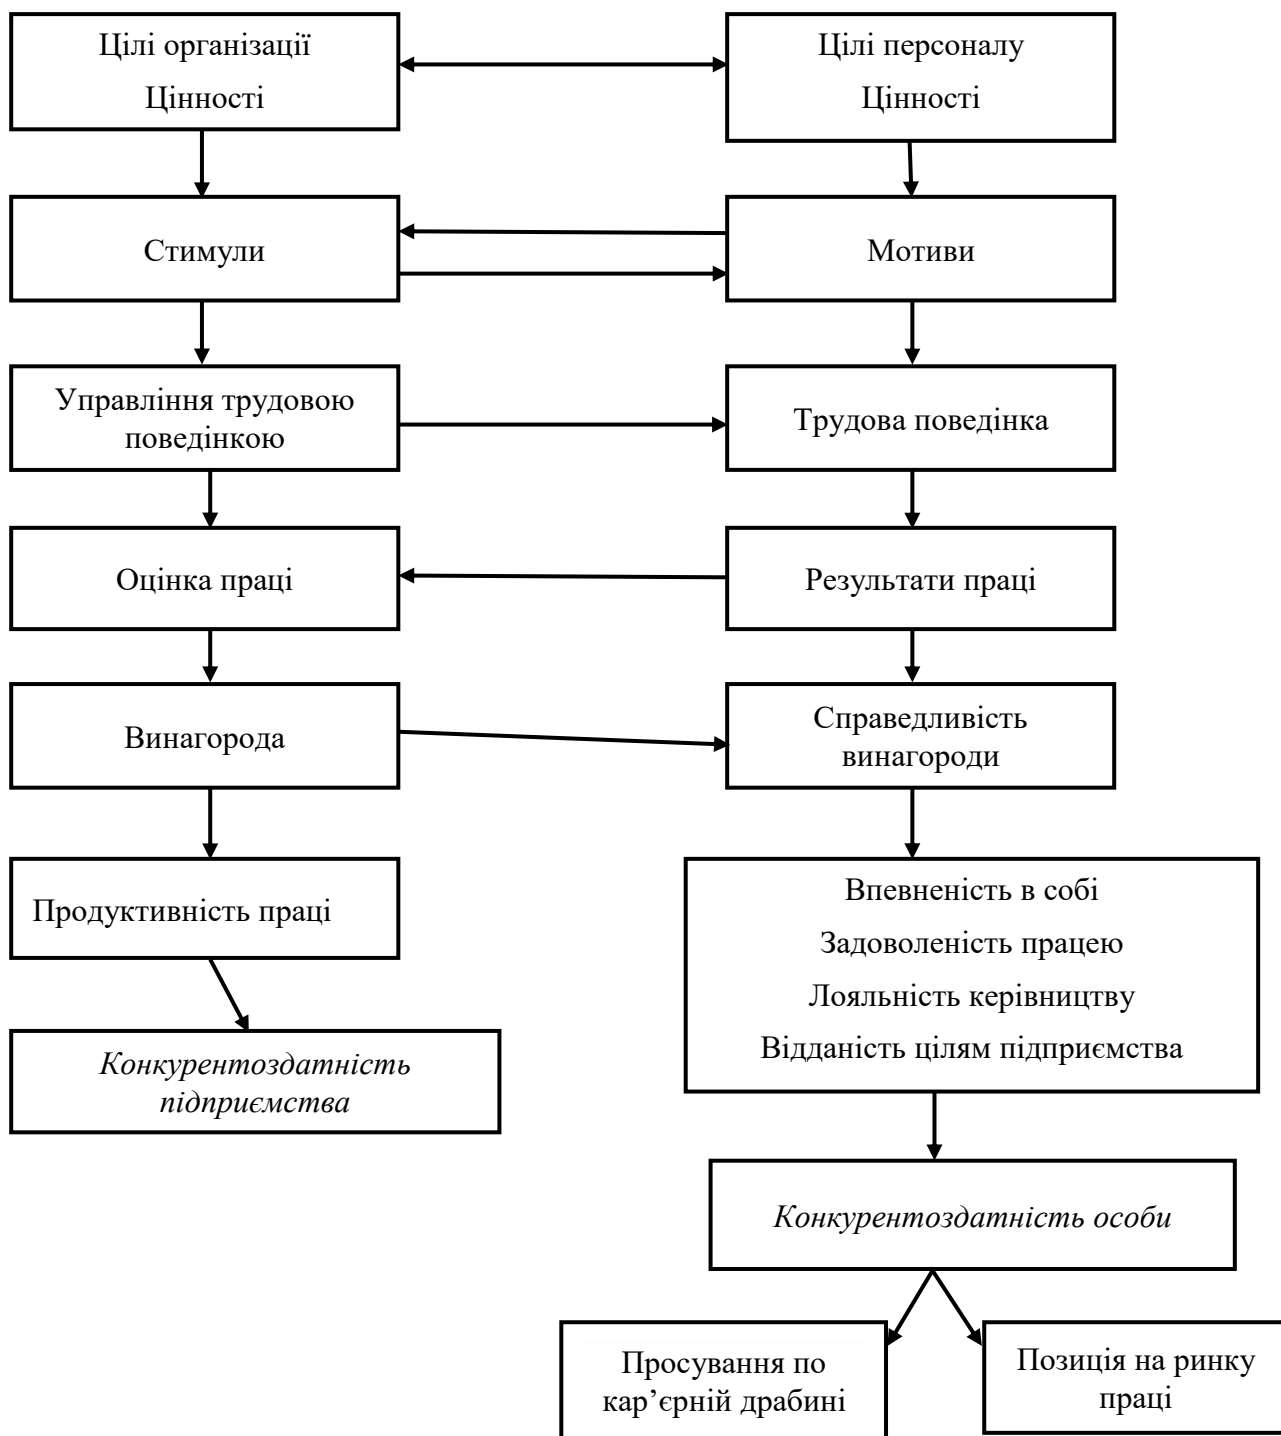 Цілі організації
Цінності
Цілі персоналу
Цінності
Стимули
Мотиви
Управління трудовою
поведінкою
Трудова поведінка
Оцінка праці
Результати праці
Винагорода
Справедливість
винагороди
Продуктивність праці
Впевненість в собі
Задоволеність працею
Лояльність керівництву
Відданість цілям підприємства
Конкурентоздатність
підприємства
Конкурентоздатність особи
Просування по
кар’єрній драбині
Позиція на ринку
праці